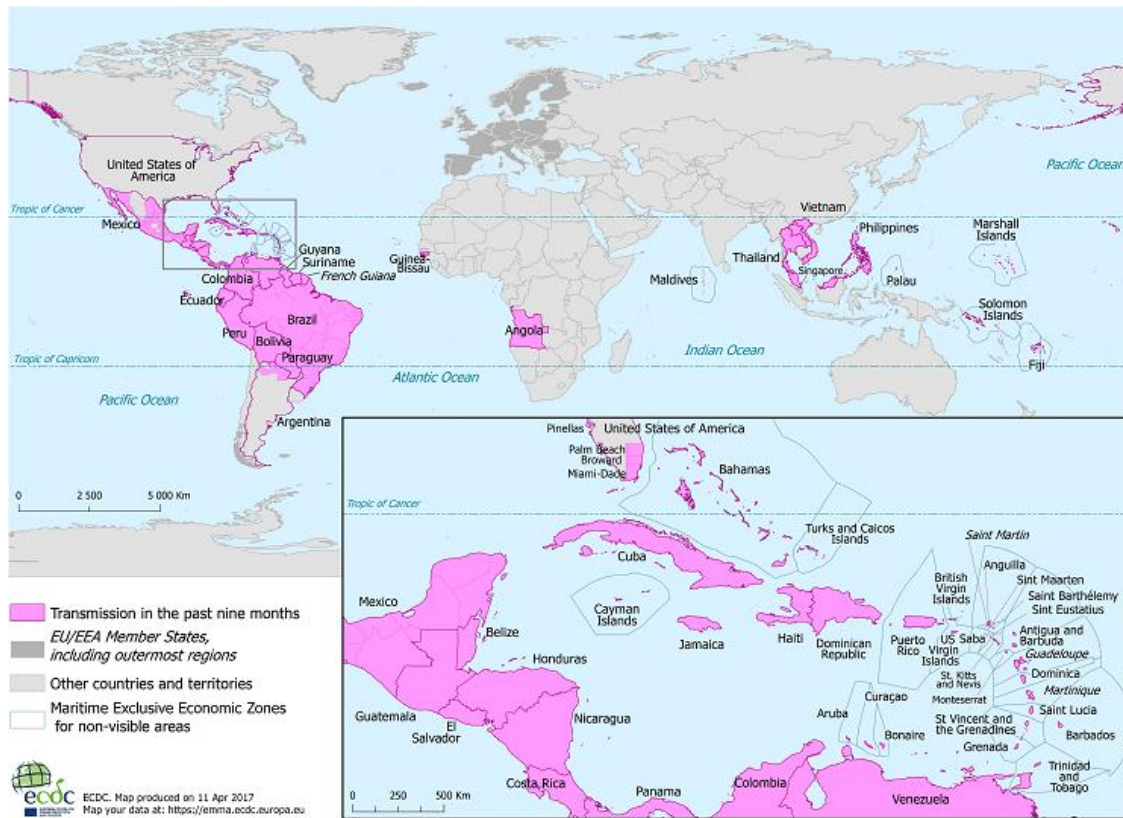 United States of
America
Pacific Ocean
Tropic of Cancer
Mexico
Vietnam
Philippines
Marshall
Islands
Guyana
Suriname
French Guiana
Guinea-
Bissau
Thailand
Singapore
Maldives
Palau
Colombia
Ecuador
Solomon
Islands
Brazil
Angola
Peru
Bolivia
Paraguay
Indian Ocean
Tropic of Capricorn
Fiji
Atlantic Ocean
Pacific Ocean
Argentina
0 2 500 5 000 Km
Pinellas
United States of America
Palm Beach
Broward
Miami-Dade
Bahamas
Tropic of Cancer
Turks and Caicos
Islands
Saint Martin
Cuba
Anguilla
British
Virgin
Islands
Sint Maarten
Saint Barthélemy
Sint Eustatius
Mexico
Cayman
Islands
Belize
Jamaica
Haiti
Dominican
Republic
Puerto
Rico
US
Virgin
Islands
Saba
Antigua and
Barbuda
Guadeloupe
St. Kitts
and Nevis
Dominica
Honduras
Montserrat
Martinique
Curaçao
Guatemala
El
Salvador
Nicaragua
Aruba
Bonaire
St Vincent and
the Grenadines
Saint Lucia
Barbados
Grenada
Trinidad
and
Tobago
Costa Rica
Panama
Colombia
Venezuela
0 250 500 Km
Transmission in the past nine months
EU/EEA Member States,
including outermost regions
Other countries and territories
Maritime Exclusive Economic Zones
for non-visible areas
ecdc
ECDC. Map produced on 11 Apr 2017
Map your data at: https://emma.ecdc.europa.eu